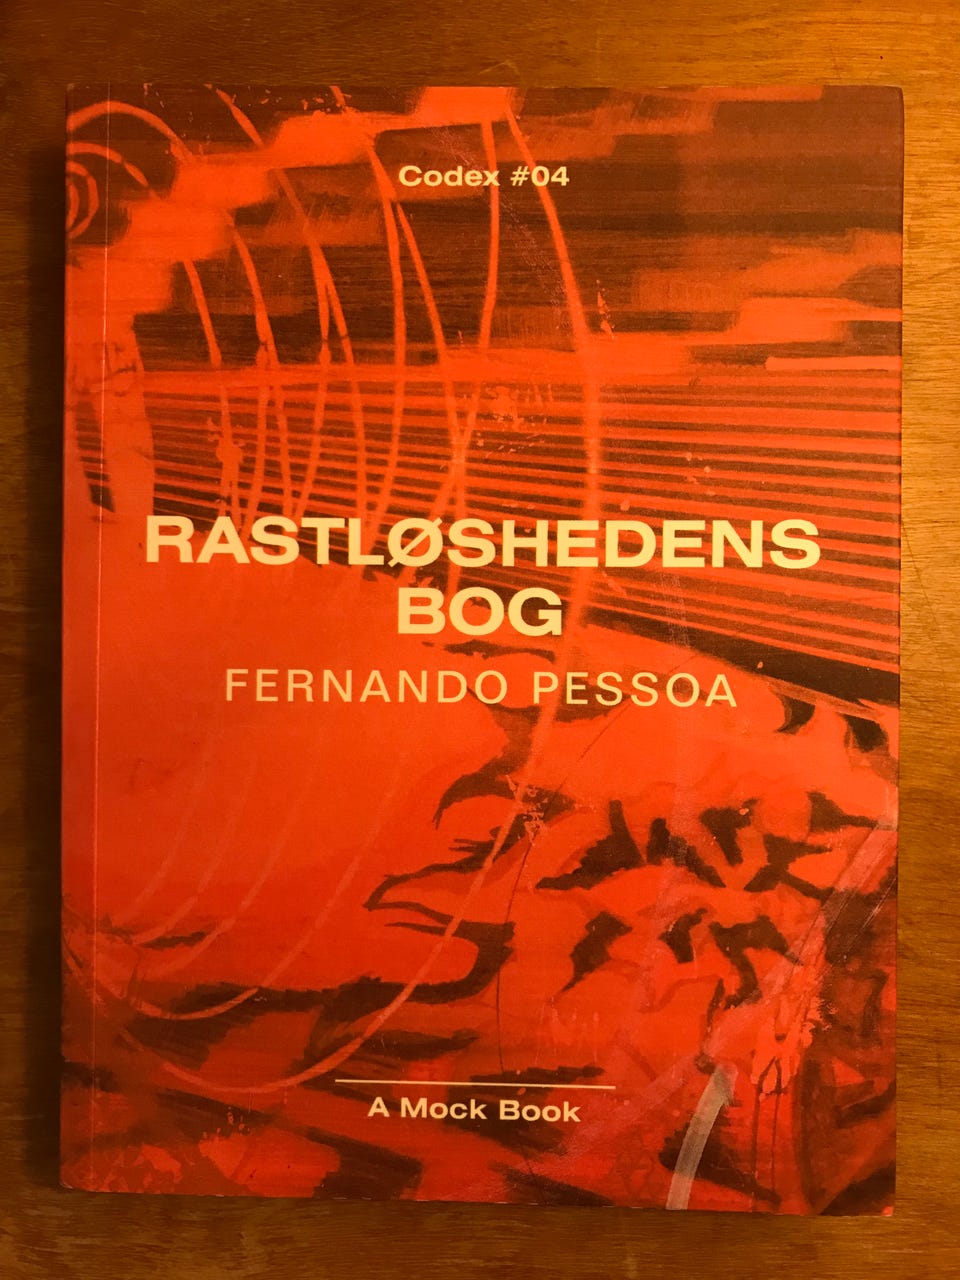 Codex #04
RASTLØSHEDENS
BOG
FERNANDO PESSOA
A Mock Book